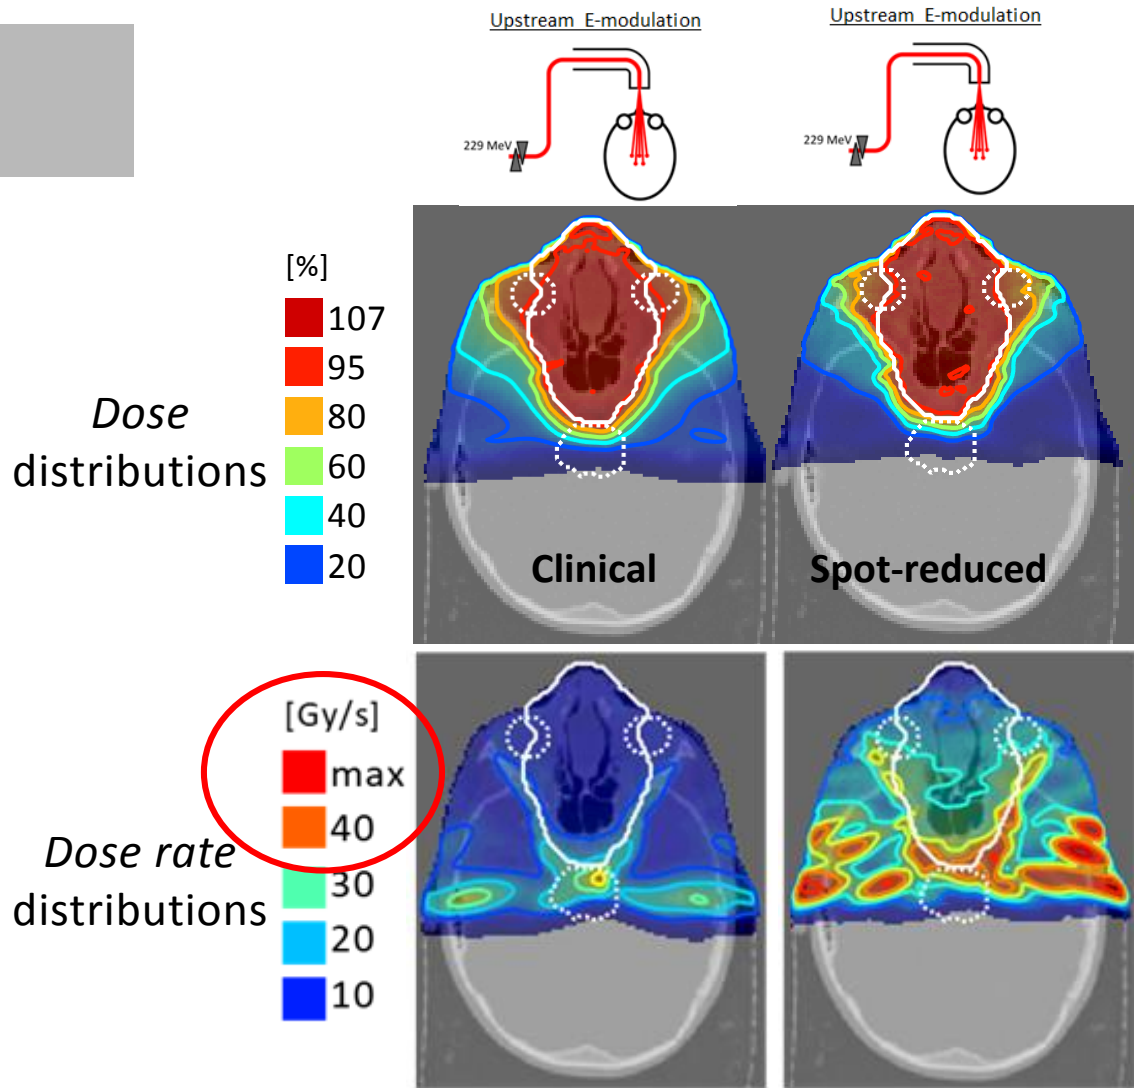 Upstream E-modulation
Upstream E-modulation
229 MeV
229 MeV
[%]
107
95
80
60
40
20
Dose
distributions
Clinical
Spot-reduced
[Gy/s]
max
40
30
20
10
Dose rate
distributions